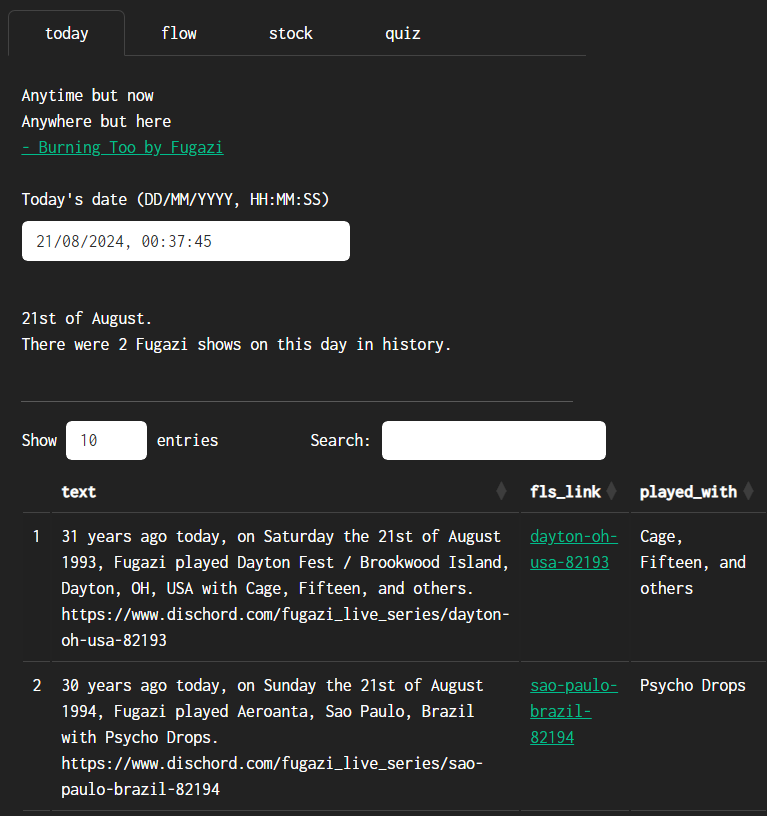 today flow stock quiz
Anytime but now
Anywhere but here
- Burning Too by Fugazi
Today's date (DD/MM/YYYY, HH:MM:SS)
21/08/2024, 00:37:45
21st of August.
There were 2 Fugazi shows on this day in history.
Show 10 entries Search:
text fls_link played_with
1 31 years ago today, on Saturday the 21st of August dayton-oh- Cage,
1993, Fugazi played Dayton Fest / Brookwood Island, usa-82193 Fifteen, and
Dayton, OH, USA with Cage, Fifteen, and others. others
https://www.dischord.com/fugazi_live_series/dayton-
oh-usa-82193
2 30 years ago today, on Sunday the 21st of August sao-paulo- Psycho Drops
1994, Fugazi played Aeroanta, Sao Paulo, Brazil brazil-
with Psycho Drops. 82194
https://www.dischord.com/fugazi_live_series/sao-
paulo-brazil-82194